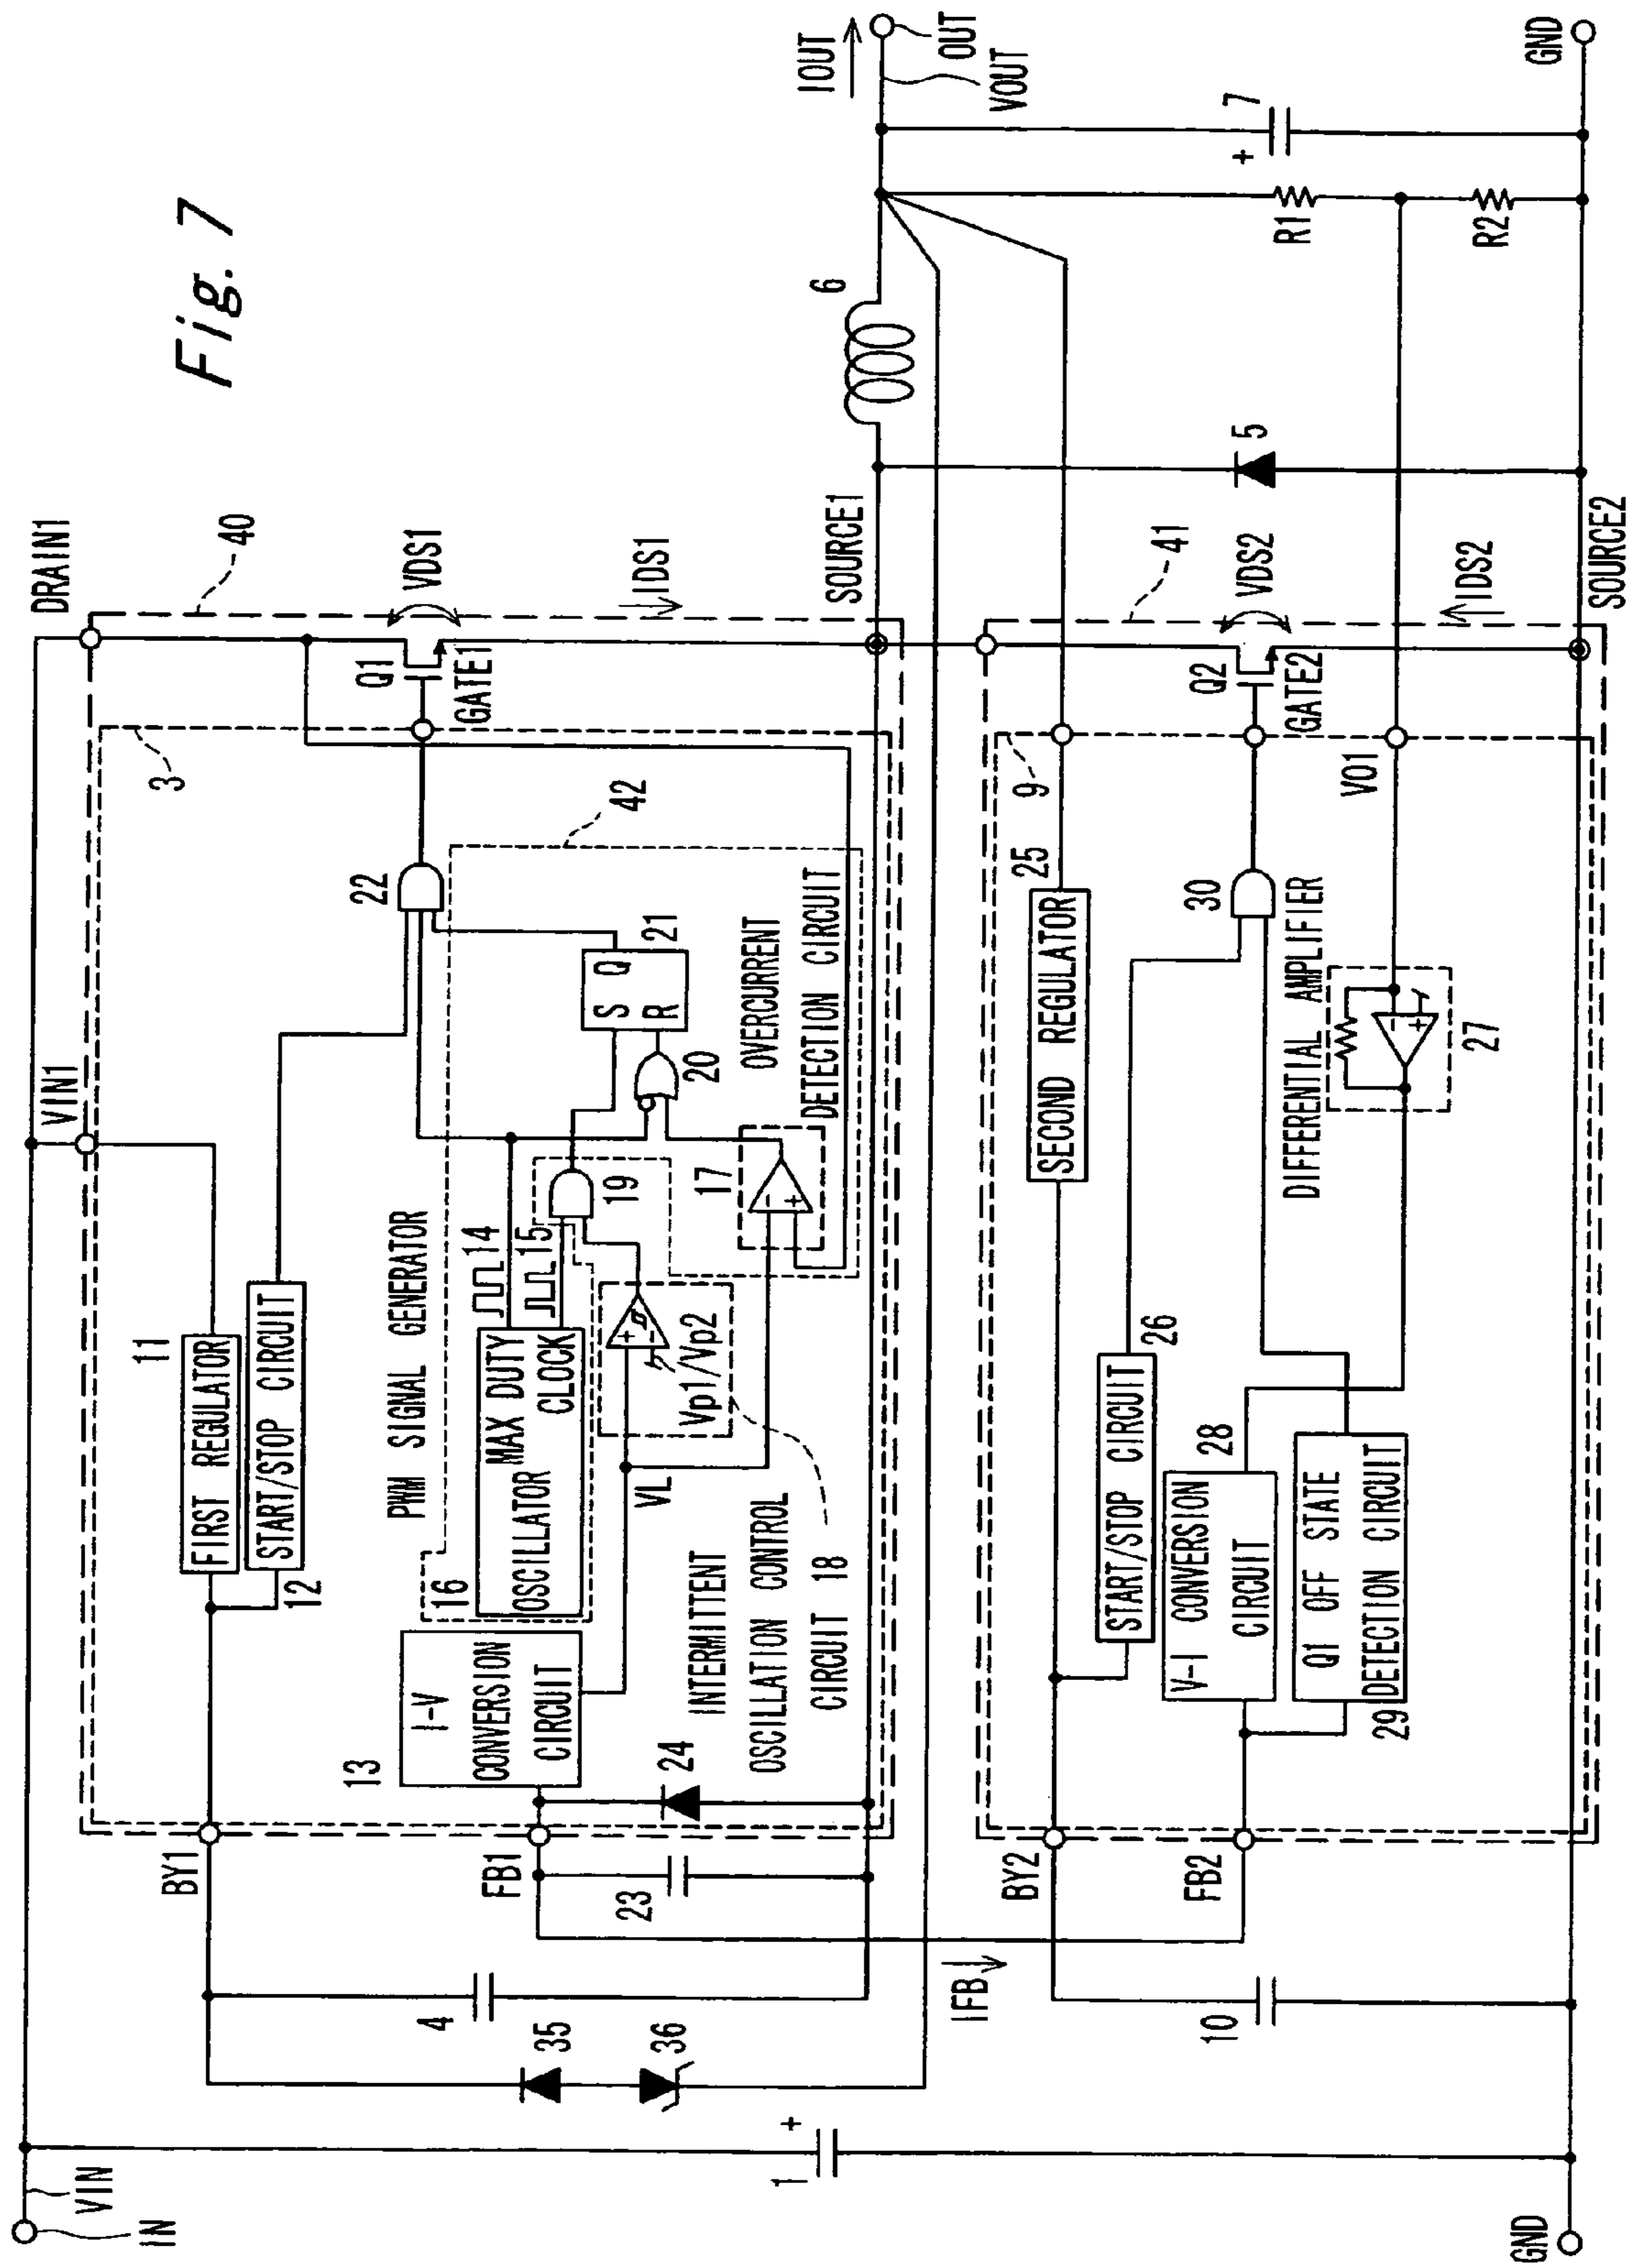 Fig. 7
IN
VIN
VIN1
DRAIN1
40
3
11
FIRST REGULATOR
START/STOP CIRCUIT
12
22
Q1
GATE1
VDS1
IDS1
BY1
13
I-V
CONVERSION
CIRCUIT
PWM SIGNAL GENERATOR
42
16
MAX DUTY
CLOCK
OSCILLATOR
14
15
19
S Q
R
21
20
Vp1/Vp2
17
OVERCURRENT
DETECTION CIRCUIT
VL
INTERMITTENT
OSCILLATION CONTROL
CIRCUIT 18
24
FB1
23
4
35
36
1
+
SOURCE1
6
IOUT
OUT
VOUT
IFB
BY2
FB2
10
9
25
SECOND REGULATOR
26
START/STOP CIRCUIT
28
V-I CONVERSION
CIRCUIT
Q1 OFF STATE
DETECTION CIRCUIT
29
30
DIFFERENTIAL AMPLIFIER
27
VO1
Q2
GATE2
VDS2
41
IDS2
SOURCE2
5
R1
R2
7
+
GND
GND